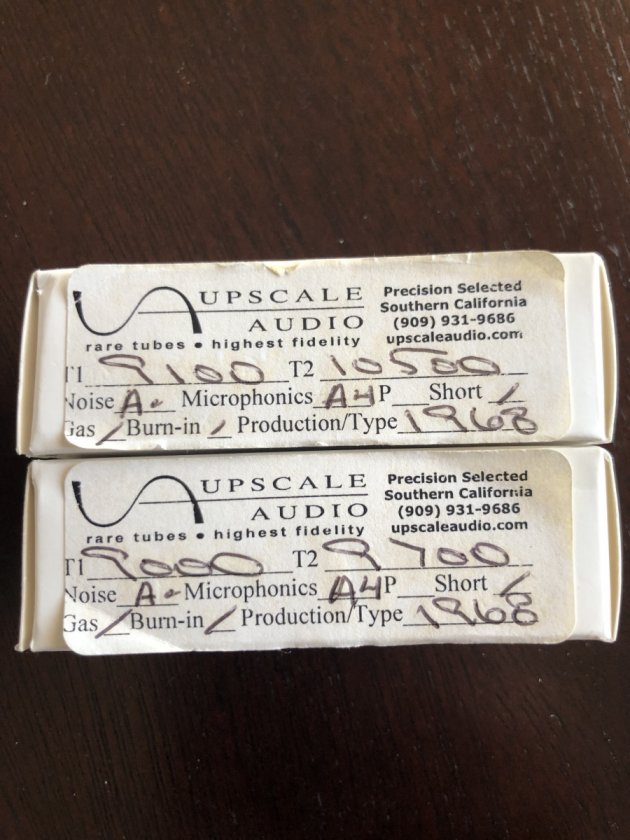 UPSCALE
AUDIO
rare tubes • highest fidelity
Precision Selected
Southern California
(909) 931-9686
upscaleaudio.com
T1 9100 T2 10500
Noise A- Microphonics A4P Short /
Gas / Burn-in / Production/Type 1968
UPSCALE
AUDIO
rare tubes • highest fidelity
Precision Selected
Southern California
(909) 931-9686
upscaleaudio.com
T1 9000 T2 9700
Noise A- Microphonics A4P Short /
Gas / Burn-in / Production/Type 1968